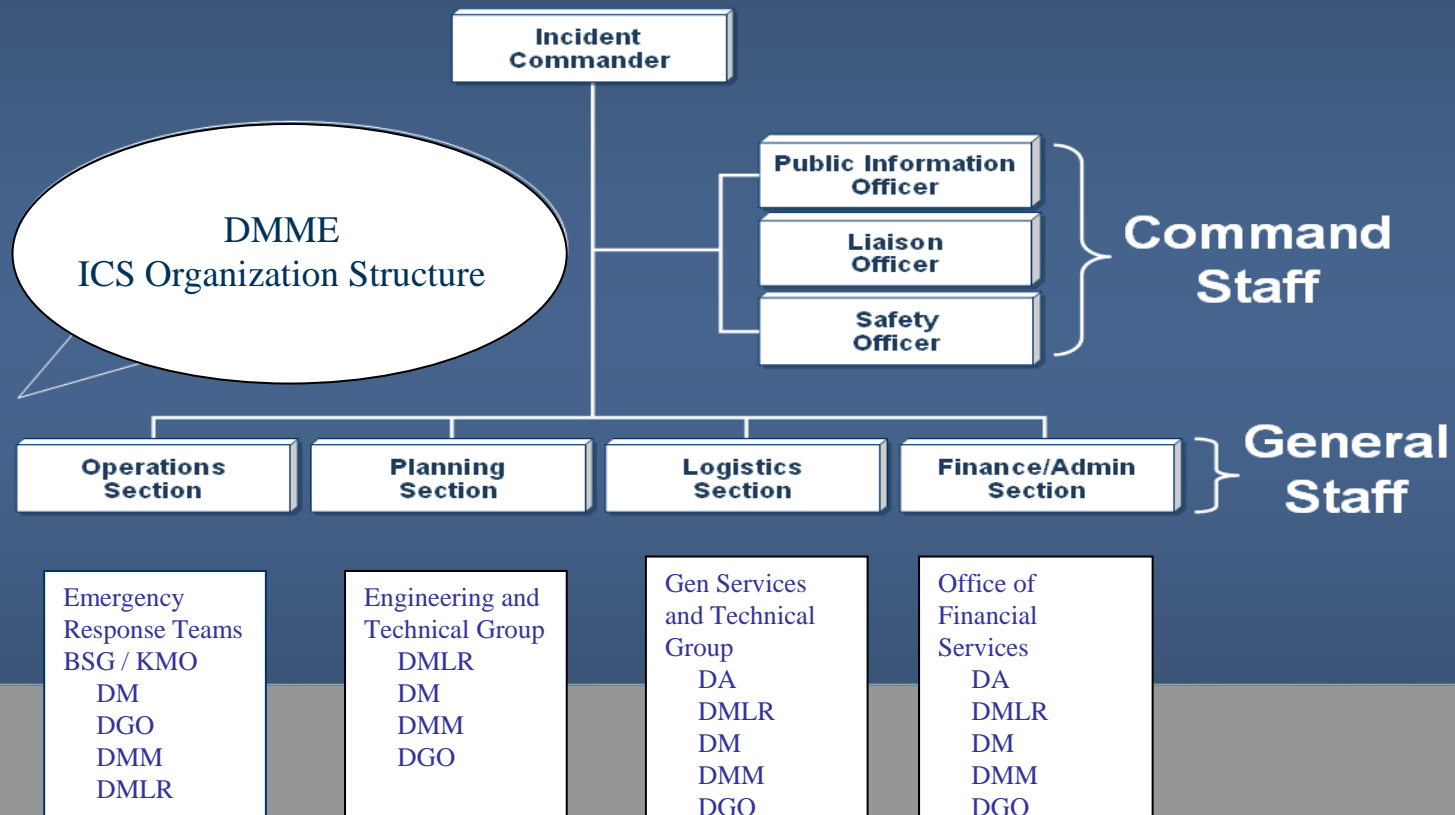 Incident
Commander
DMME
ICS Organization Structure
Public Information
Officer
Liaison
Officer
Safety
Officer
Command
Staff
Operations
Section
Planning
Section
Logistics
Section
Finance/Admin
Section
General
Staff
Emergency
Response Teams
BSG / KMO
DM
DGO
DMM
DMLR
Engineering and
Technical Group
DMLR
DM
DMM
DGO
Gen Services
and Technical
Group
DA
DMLR
DM
DMM
DGO
Office of
Financial
Services
DA
DMLR
DM
DMM
DGO